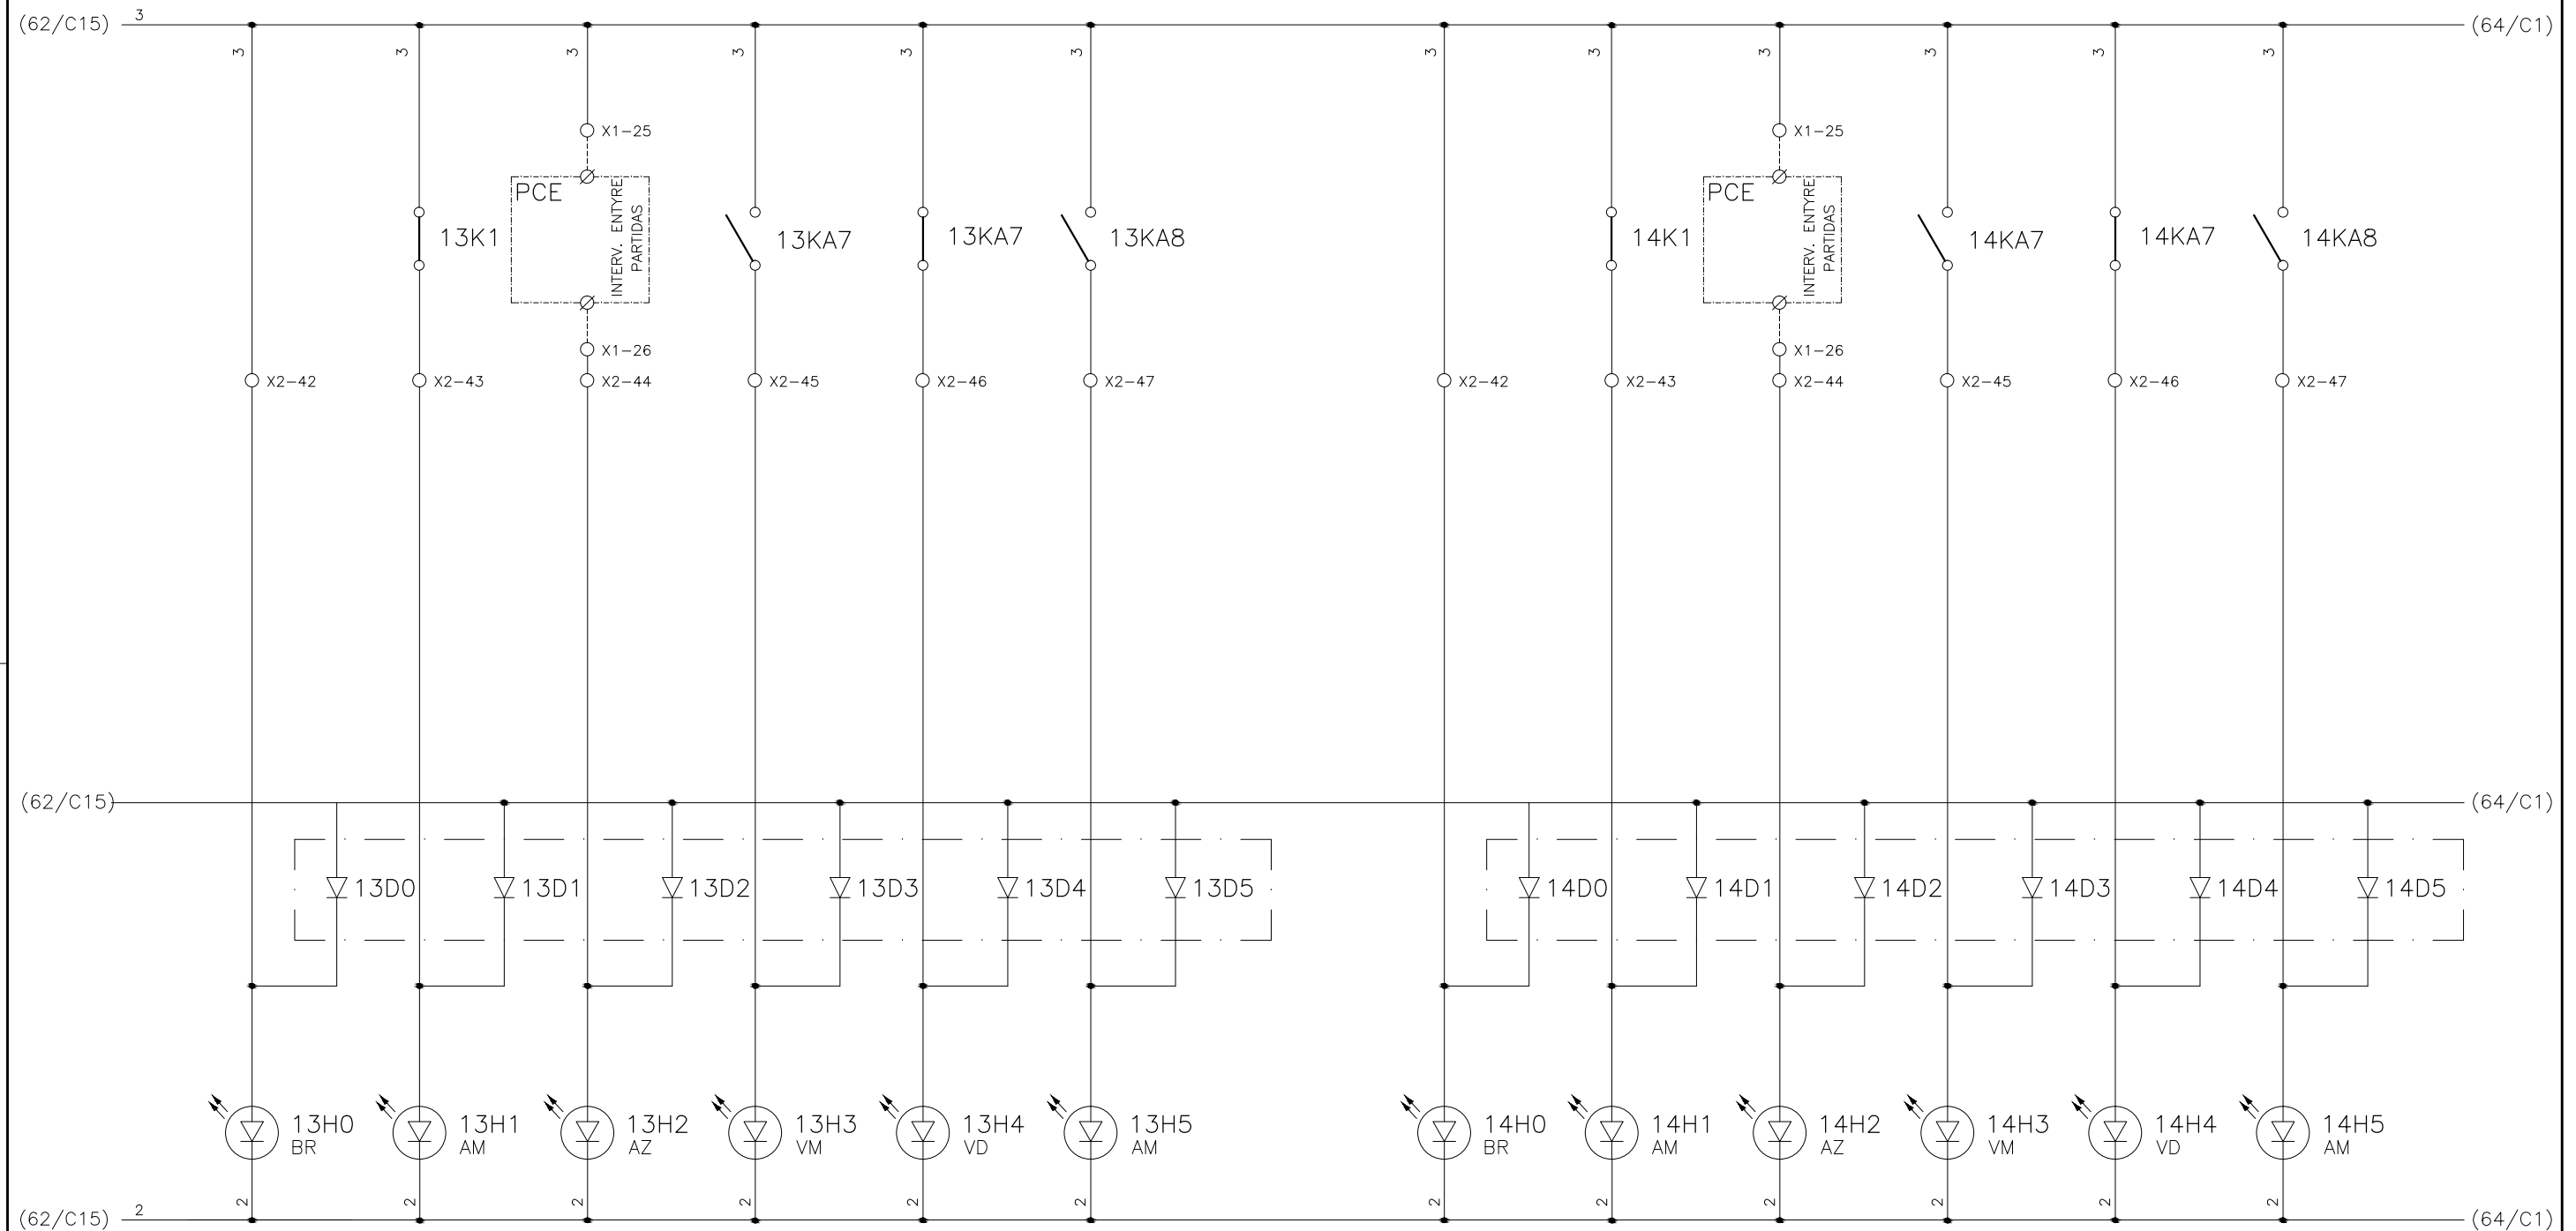 (62/C15) 3 (64/C1)
3 3 3 3 3 3 3 3 3 3 3 3
X1-25 X1-25
PCE INTERV. ENTYRE PARTIDAS PCE INTERV. ENTYRE PARTIDAS
13K1 13KA7 13KA7 13KA8 14K1 14KA7 14KA7 14KA8
X1-26 X1-26
X2-42 X2-43 X2-44 X2-45 X2-46 X2-47 X2-42 X2-43 X2-44 X2-45 X2-46 X2-47
(62/C15) (64/C1)
13D0 13D1 13D2 13D3 13D4 13D5 14D0 14D1 14D2 14D3 14D4 14D5
13H0 13H1 13H2 13H3 13H4 13H5 14H0 14H1 14H2 14H3 14H4 14H5
BR AM AZ VM VD AM BR AM AZ VM VD AM
2 2 2 2 2 2 2 2 2 2 2 2
(62/C15) 2 (64/C1)